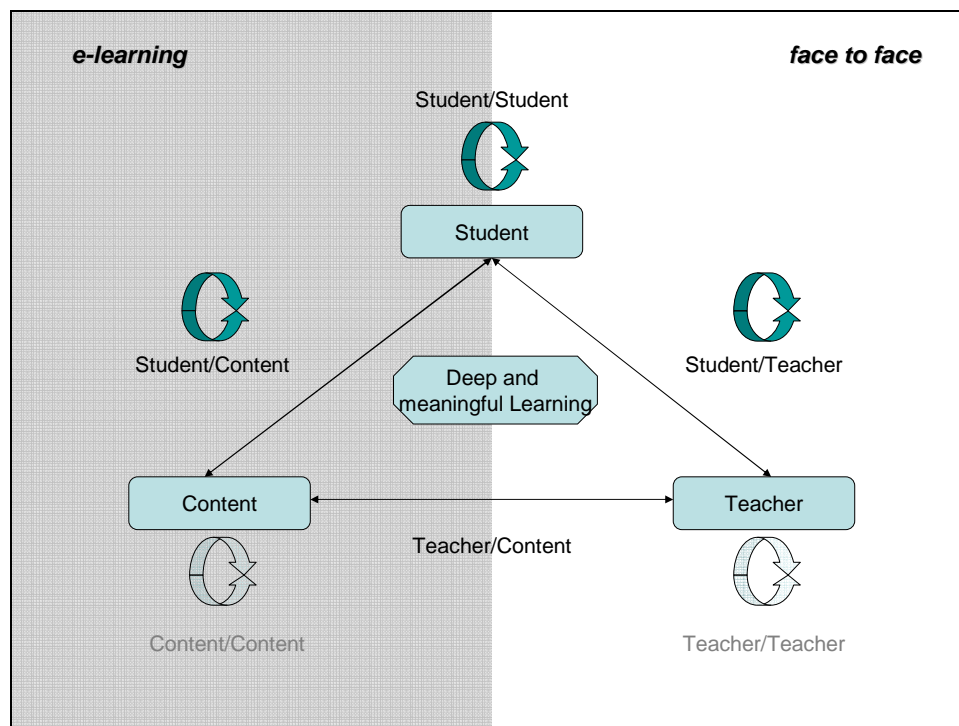 e-learning
face to face
Student/Student
Student
Student/Content
Student/Teacher
Deep and
meaningful Learning
Content
Teacher
Teacher/Content
Content/Content
Teacher/Teacher